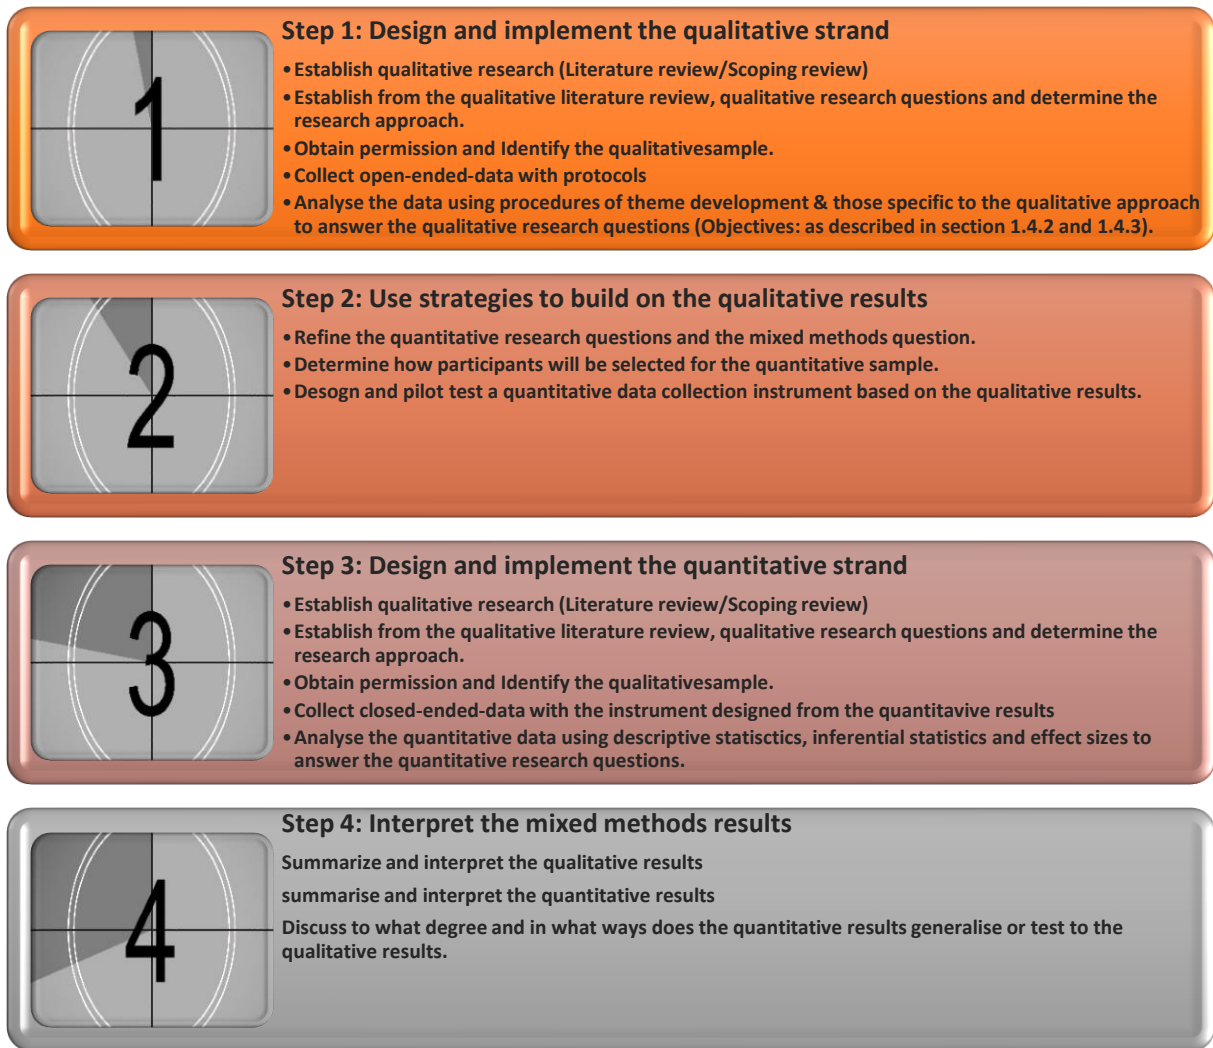 1
Step 1: Design and implement the qualitative strand
•Establish qualitative research (Literature review/Scoping review)
•Establish from the qualitative literature review, qualitative research questions and determine the
research approach.
•Obtain permission and Identify the qualitativesample.
•Collect open-ended-data with protocols
•Analyse the data using procedures of theme development & those specific to the qualitative approach
to answer the qualitative research questions (Objectives: as described in section 1.4.2 and 1.4.3).
2
Step 2: Use strategies to build on the qualitative results
•Refine the quantitative research questions and the mixed methods question.
•Determine how participants will be selected for the quantitative sample.
•Desogn and pilot test a quantitative data collection instrument based on the qualitative results.
3
Step 3: Design and implement the quantitative strand
•Establish qualitative research (Literature review/Scoping review)
•Establish from the qualitative literature review, qualitative research questions and determine the
research approach.
•Obtain permission and Identify the qualitativesample.
•Collect closed-ended-data with the instrument designed from the quantitavive results
•Analyse the quantitative data using descriptive statisctics, inferential statistics and effect sizes to
answer the quantitative research questions.
4
Step 4: Interpret the mixed methods results
Summarize and interpret the qualitative results
summarise and interpret the quantitative results
Discuss to what degree and in what ways does the quantitative results generalise or test to the
qualitative results.